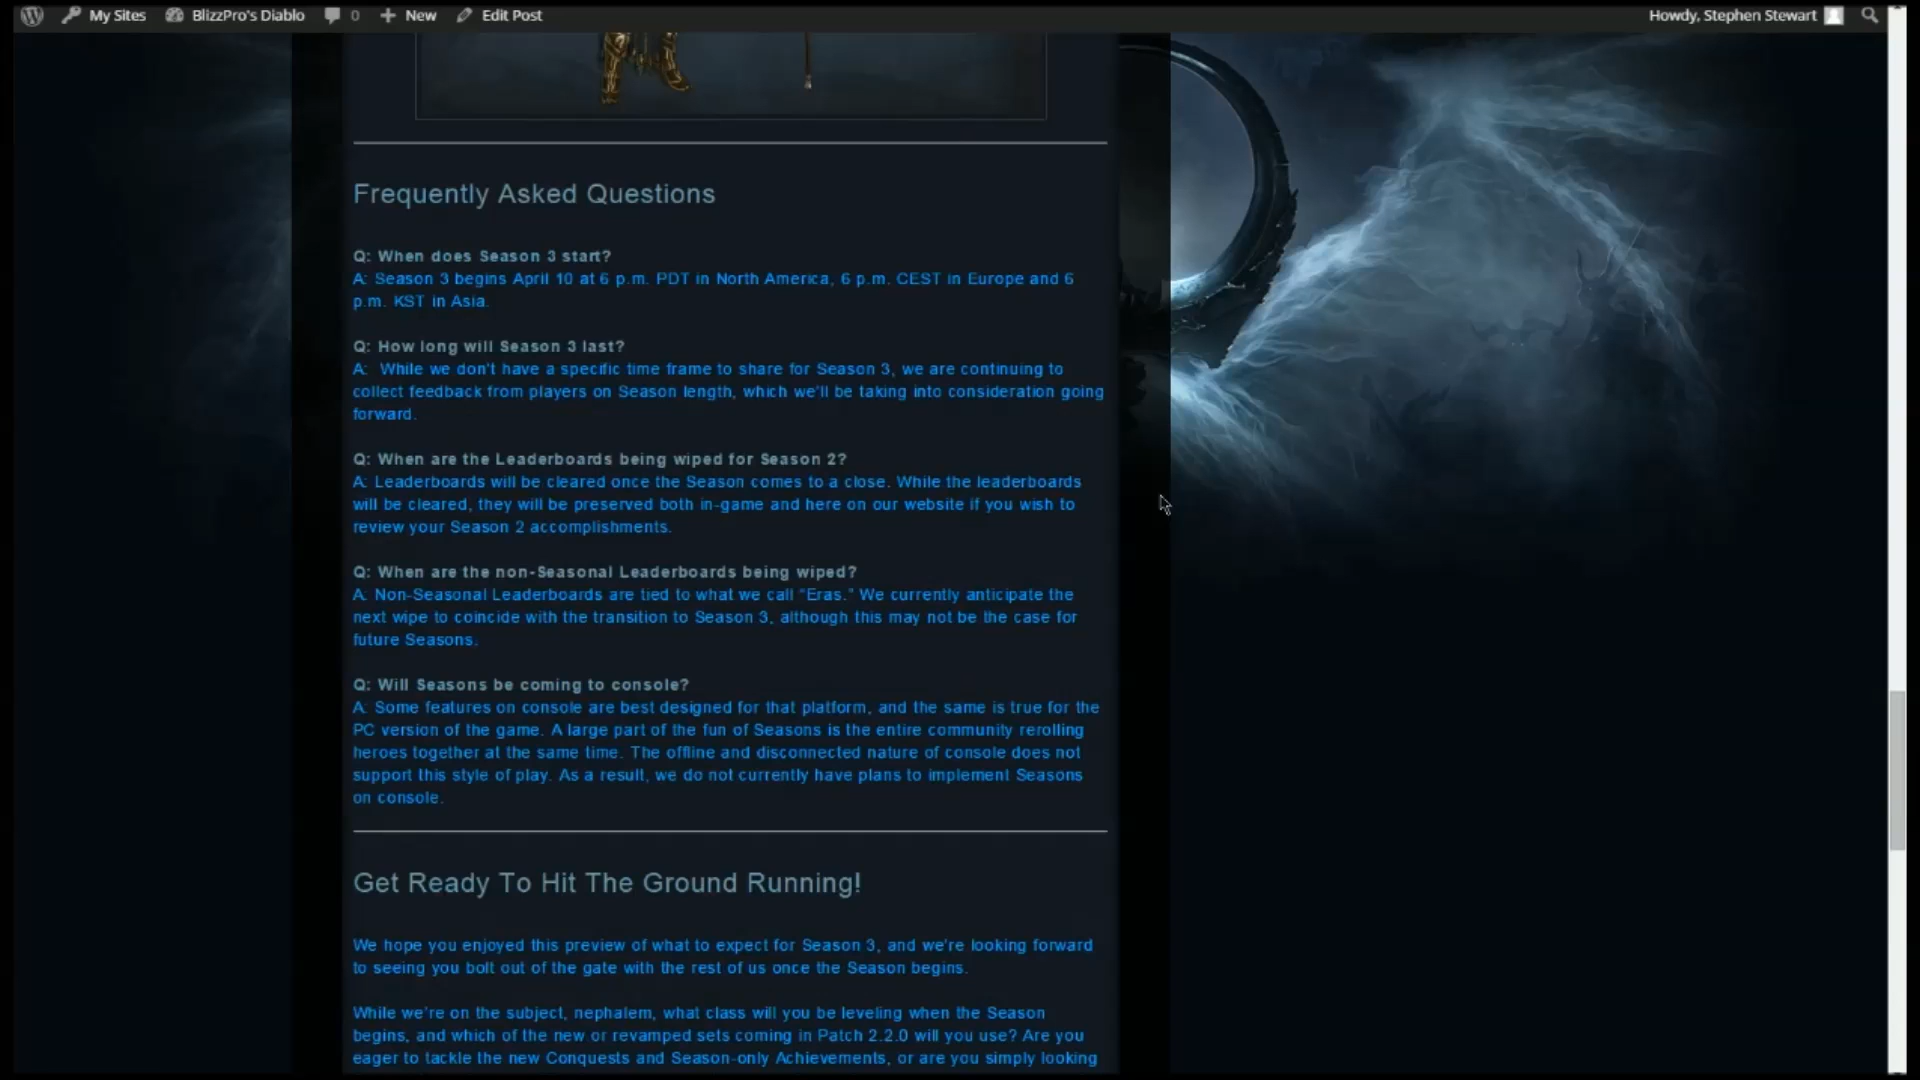 My Sites BlizzPro's Diablo 0 New Edit Post Howdy, Stephen Stewart
Frequently Asked Questions
Q: When does Season 3 start?
A: Season 3 begins April 10 at 6 p.m. PDT in North America, 6 p.m. CEST in Europe and 6
p.m. KST in Asia.
Q: How long will Season 3 last?
A: While we don't have a specific time frame to share for Season 3, we are continuing to
collect feedback from players on Season length, which we'll be taking into consideration going
forward.
Q: When are the Leaderboards being wiped for Season 2?
A: Leaderboards will be cleared once the Season comes to a close. While the leaderboards
will be cleared, they will be preserved both in-game and here on our website if you wish to
review your Season 2 accomplishments.
Q: When are the non-Seasonal Leaderboards being wiped?
A: Non-Seasonal Leaderboards are tied to what we call “Eras.” We currently anticipate the
next wipe to coincide with the transition to Season 3, although this may not be the case for
future Seasons.
Q: Will Seasons be coming to console?
A: Some features on console are best designed for that platform, and the same is true for the
PC version of the game. A large part of the fun of Seasons is the entire community rerolling
heroes together at the same time. The offline and disconnected nature of console does not
support this style of play. As a result, we do not currently have plans to implement Seasons
on console.
Get Ready To Hit The Ground Running!
We hope you enjoyed this preview of what to expect for Season 3, and we're looking forward
to seeing you bolt out of the gate with the rest of us once the Season begins.
While we're on the subject, nephalem, what class will you be leveling when the Season
begins, and which of the new or revamped sets coming in Patch 2.2.0 will you use? Are you
eager to tackle the new Conquests and Season-only Achievements, or are you simply looking